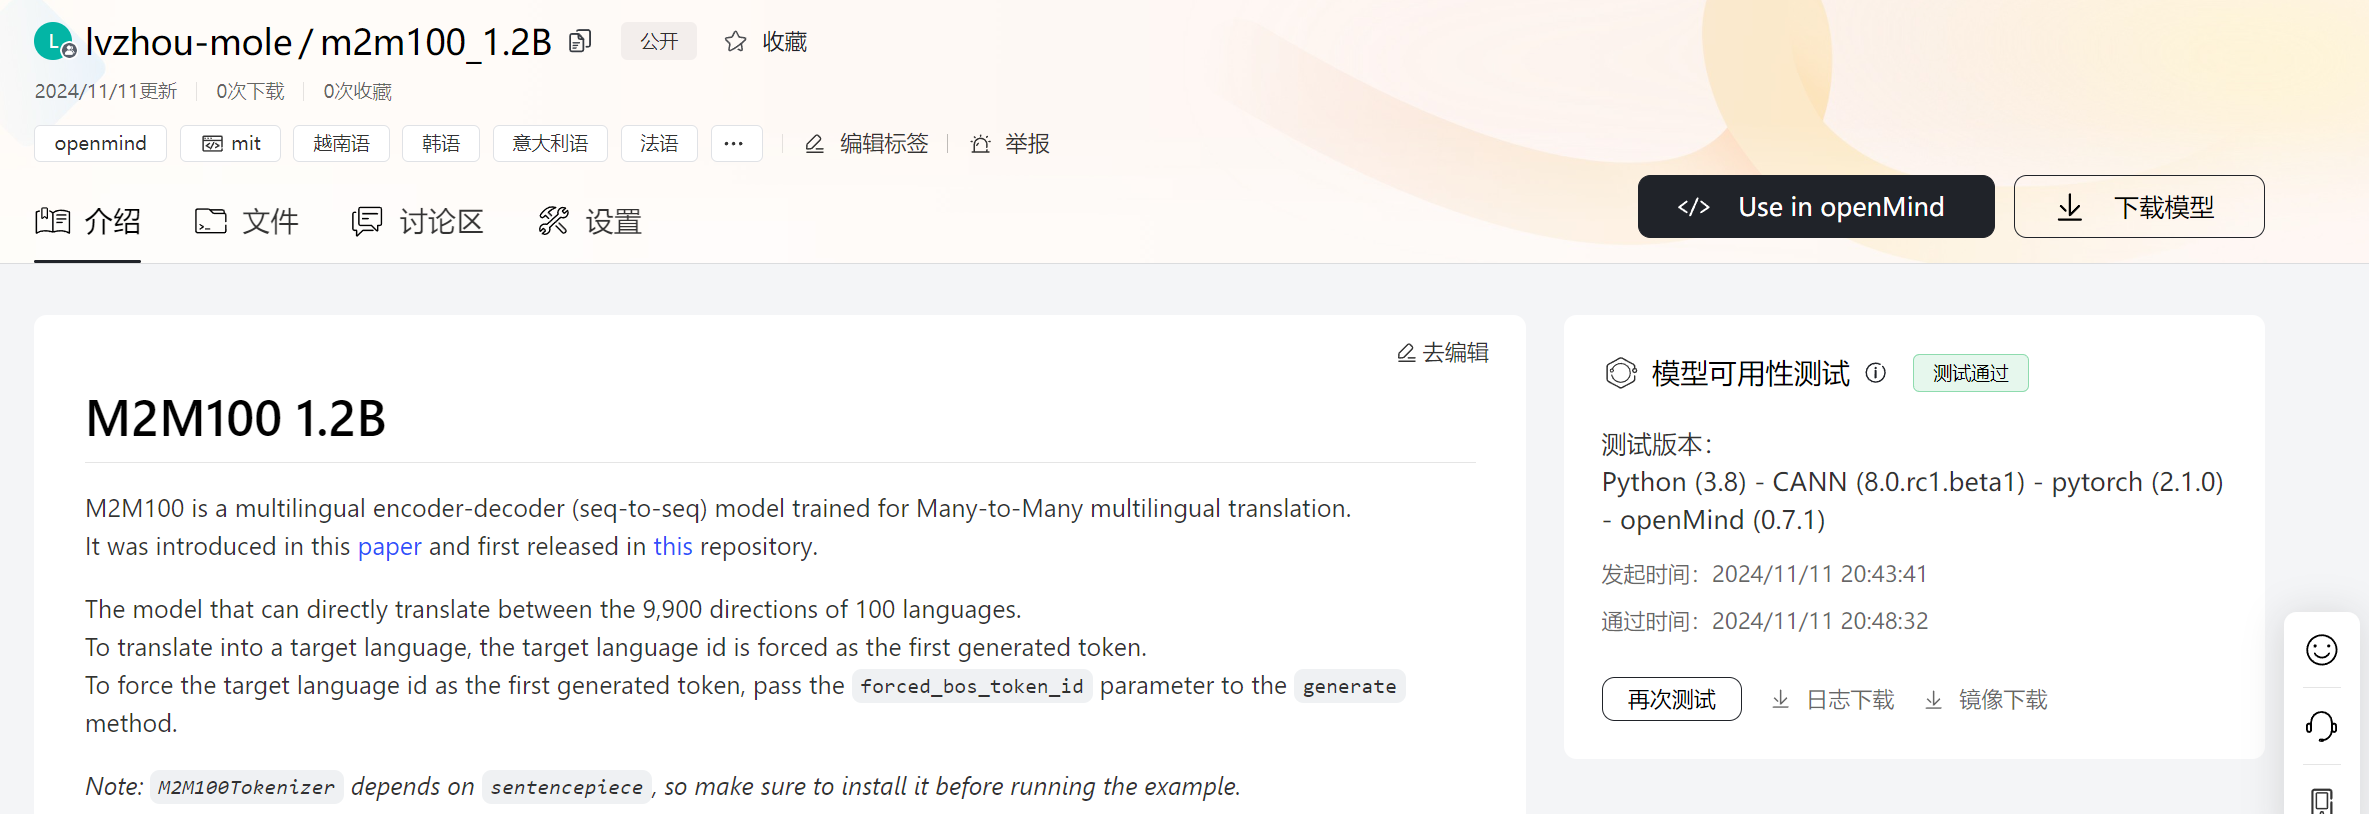 L lvzhou-mole / m2m100_1.2B 公开 收藏
2024/11/11更新 0次下载 0次收藏
openmind mit 越南语 韩语 意大利语 法语 ··· 编辑标签 举报
介绍 文件 讨论区 设置
</> Use in openMind 下载模型
去编辑
M2M100 1.2B
M2M100 is a multilingual encoder-decoder (seq-to-seq) model trained for Many-to-Many multilingual translation.
It was introduced in this paper and first released in this repository.
The model that can directly translate between the 9,900 directions of 100 languages.
To translate into a target language, the target language id is forced as the first generated token.
To force the target language id as the first generated token, pass the forced_bos_token_id parameter to the generate
method.
Note: M2M100Tokenizer depends on sentencepiece, so make sure to install it before running the example.
模型可用性测试 测试通过
测试版本：
Python (3.8) - CANN (8.0.rc1.beta1) - pytorch (2.1.0)
- openMind (0.7.1)
发起时间：2024/11/11 20:43:41
通过时间：2024/11/11 20:48:32
再次测试 日志下载 镜像下载